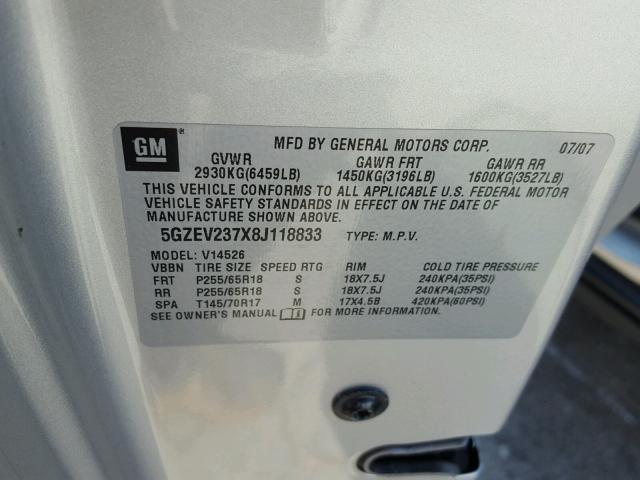 GM
®
MFD BY GENERAL MOTORS CORP. 07/07
GVWR GAWR FRT GAWR RR
2930KG(6459LB) 1450KG(3196LB) 1600KG(3527LB)
THIS VEHICLE CONFORMS TO ALL APPLICABLE U.S. FEDERAL MOTOR
VEHICLE SAFETY STANDARDS IN EFFECT ON THE DATE OF
MANUFACTURE SHOWN ABOVE.
5GZEV237X8J118833 TYPE: M.P.V.
MODEL: V14526
VBBN TIRE SIZE SPEED RTG RIM COLD TIRE PRESSURE
FRT P255/65R18 S 18X7.5J 240KPA(35PSI)
RR P255/65R18 S 18X7.5J 240KPA(35PSI)
SPA T145/70R17 M 17X4.5B 420KPA(60PSI)
SEE OWNER'S MANUAL FOR MORE INFORMATION.